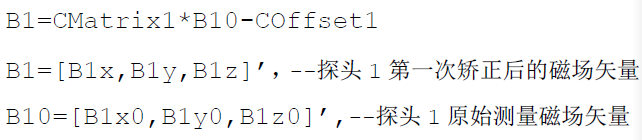 B1=CMatrix1*B10-COffset1
B1=[B1x,B1y,B1z]′，--探头 1 第一次矫正后的磁场矢量
B10=[B1x0,B1y0,B1z0]′,--探头 1 原始测量磁场矢量